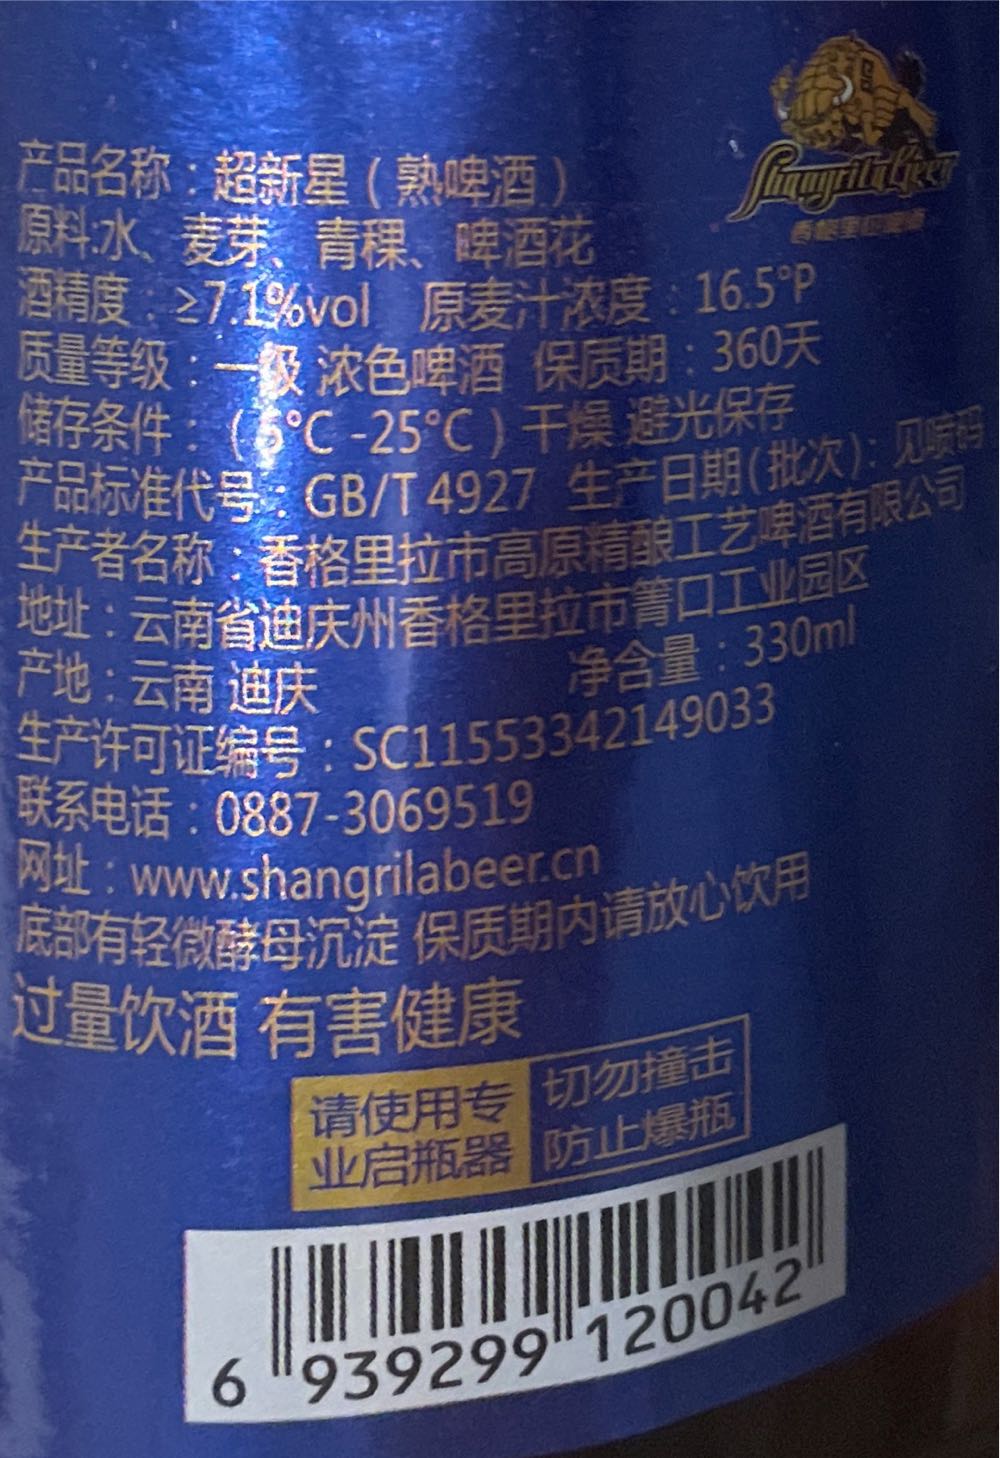 Shangrila Beer
香格里拉啤酒
产品名称：超新星（熟啤酒）
原料:水、麦芽、青稞、啤酒花
酒精度：≥7.1%vol 原麦汁浓度：16.5°P
质量等级：一级 浓色啤酒 保质期：360天
储存条件：（5°C-25°C）干燥 避光保存
产品标准代号：GB/T 4927 生产日期(批次)：见喷码
生产者名称：香格里拉市高原精酿工艺啤酒有限公司
地址：云南省迪庆州香格里拉市箐口工业园区
产地：云南 迪庆 净含量：330ml
生产许可证编号：SC11553342149033
联系电话：0887-3069519
网址：www.shangrilabeer.cn
底部有轻微酵母沉淀 保质期内请放心饮用
过量饮酒 有害健康
请使用专 切勿撞击
业启瓶器 防止爆瓶
6 939299 120042